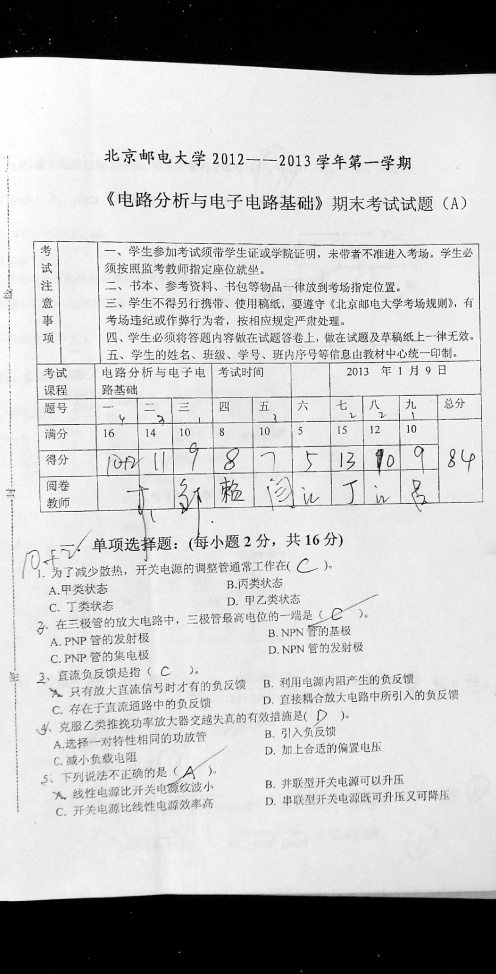 北京邮电大学 2012——2013 学年第一学期
《电路分析与电子电路基础》期末考试试题（A）
考试注意事项
一、学生参加考试须带学生证或学院证明，未带者不准进入考场。学生必
须按照监考教师指定座位就坐。
二、书本、参考资料、书包等物品一律放到考场指定位置。
三、学生不得另行携带、使用稿纸，要遵守《北京邮电大学考场规则》，有
考场违纪或作弊行为者，按相应规定严肃处理。
四、学生必须将答题内容做在试题答卷上，做在试题及草稿纸上一律无效。
五、学生的姓名、班级、学号、班内序号等信息由教材中心统一印制。
考试课程 电路分析与电子电路基础 考试时间 2013 年 1 月 9 日
题号 一 二 三 四 五 六 七 八 九 总分
4 3 1 3 2 2 1
满分 16 14 10 8 10 5 15 12 10
得分 10+2 11 9 8 7 5 13 10 9 84
阅卷教师
10+2
一、单项选择题：(每小题 2 分，共 16 分)
1. 为了减少散热，开关电源的调整管通常工作在( C )。
A.甲类状态 B.丙类状态
C. 丁类状态 D. 甲乙类状态
2、在三极管的放大电路中，三极管最高电位的一端是（ C ）。
A. PNP 管的发射极 B. NPN 管的基极
C. PNP 管的集电极 D. NPN 管的发射极
3、直流负反馈是指（ C ）。
A. 只有放大直流信号时才有的负反馈 B. 利用电源内阻产生的负反馈
C. 存在于直流通路中的负反馈 D. 直接耦合放大电路中所引入的负反馈
4、克服乙类推挽功率放大器交越失真的有效措施是( D )。
A.选择一对特性相同的功放管 B. 引入负反馈
C. 减小负载电阻 D. 加上合适的偏置电压
5、下列说法不正确的是（ A ）。
A. 线性电源比开关电源纹波小 B. 并联型开关电源可以升压
C. 开关电源比线性电源效率高 D. 串联型开关电源既可升压又可降压